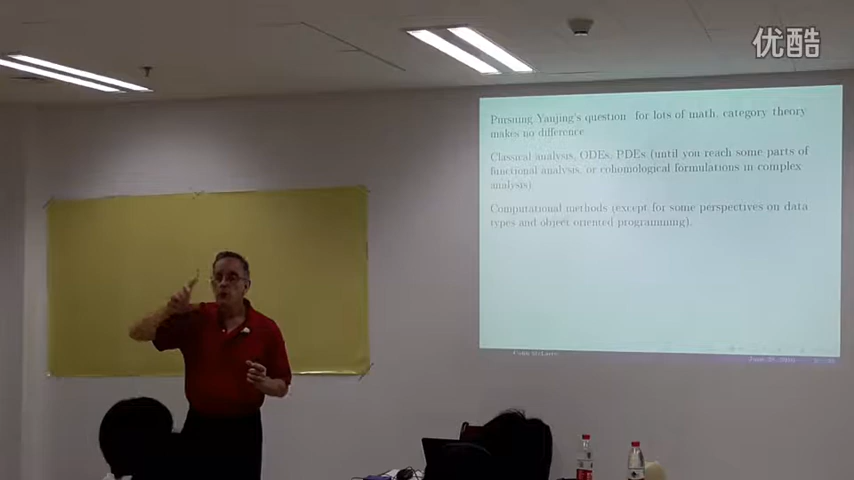 优酷
Pursuing Yanjing's question for lots of math, category theory
makes no difference.
Classical analysis, ODEs, PDEs (until you reach some parts of
functional analysis, or cohomological formulations in complex
analysis)
Computational methods (except for some perspectives on data
types and object oriented programming).